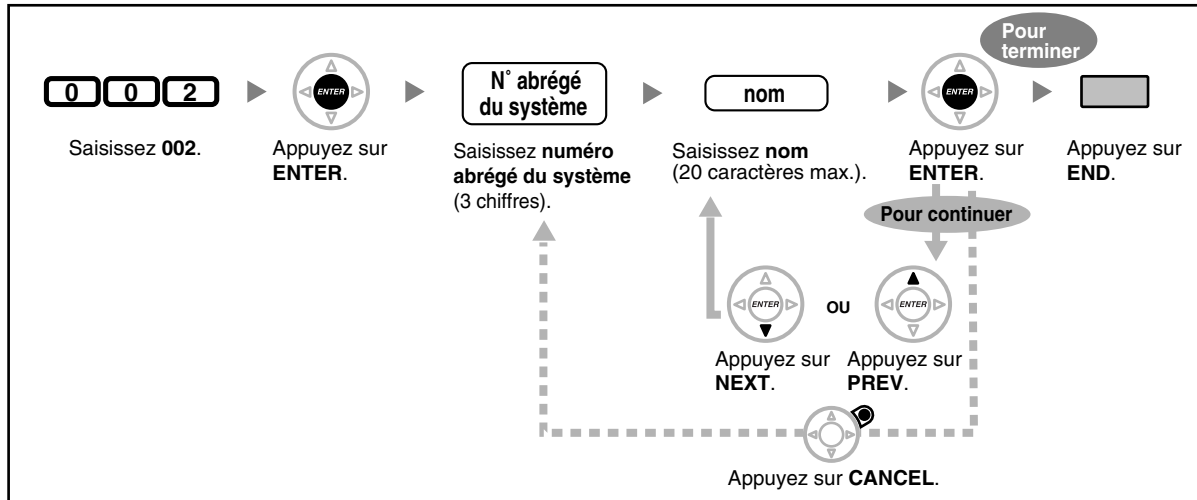 Pour
terminer
0 0 2
ENTER
N° abrégé
du système
nom
ENTER
Saisissez 002.
Appuyez sur
ENTER.
Saisissez numéro
abrégé du système
(3 chiffres).
Saisissez nom
(20 caractères max.).
Appuyez sur
ENTER.
Appuyez sur
END.
Pour continuer
ENTER
OU
ENTER
Appuyez sur
NEXT.
Appuyez sur
PREV.
Appuyez sur CANCEL.